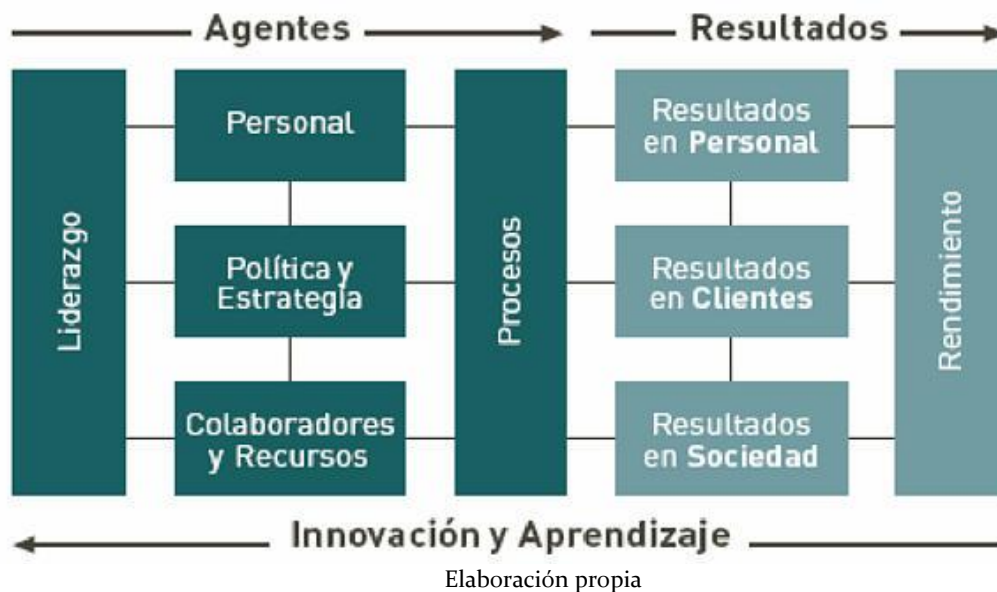 Agentes
Resultados
Liderazgo
Personal
Política y
Estrategia
Colaboradores
y Recursos
Procesos
Resultados
en Personal
Resultados
en Clientes
Resultados
en Sociedad
Rendimiento
Innovación y Aprendizaje
Elaboración propia